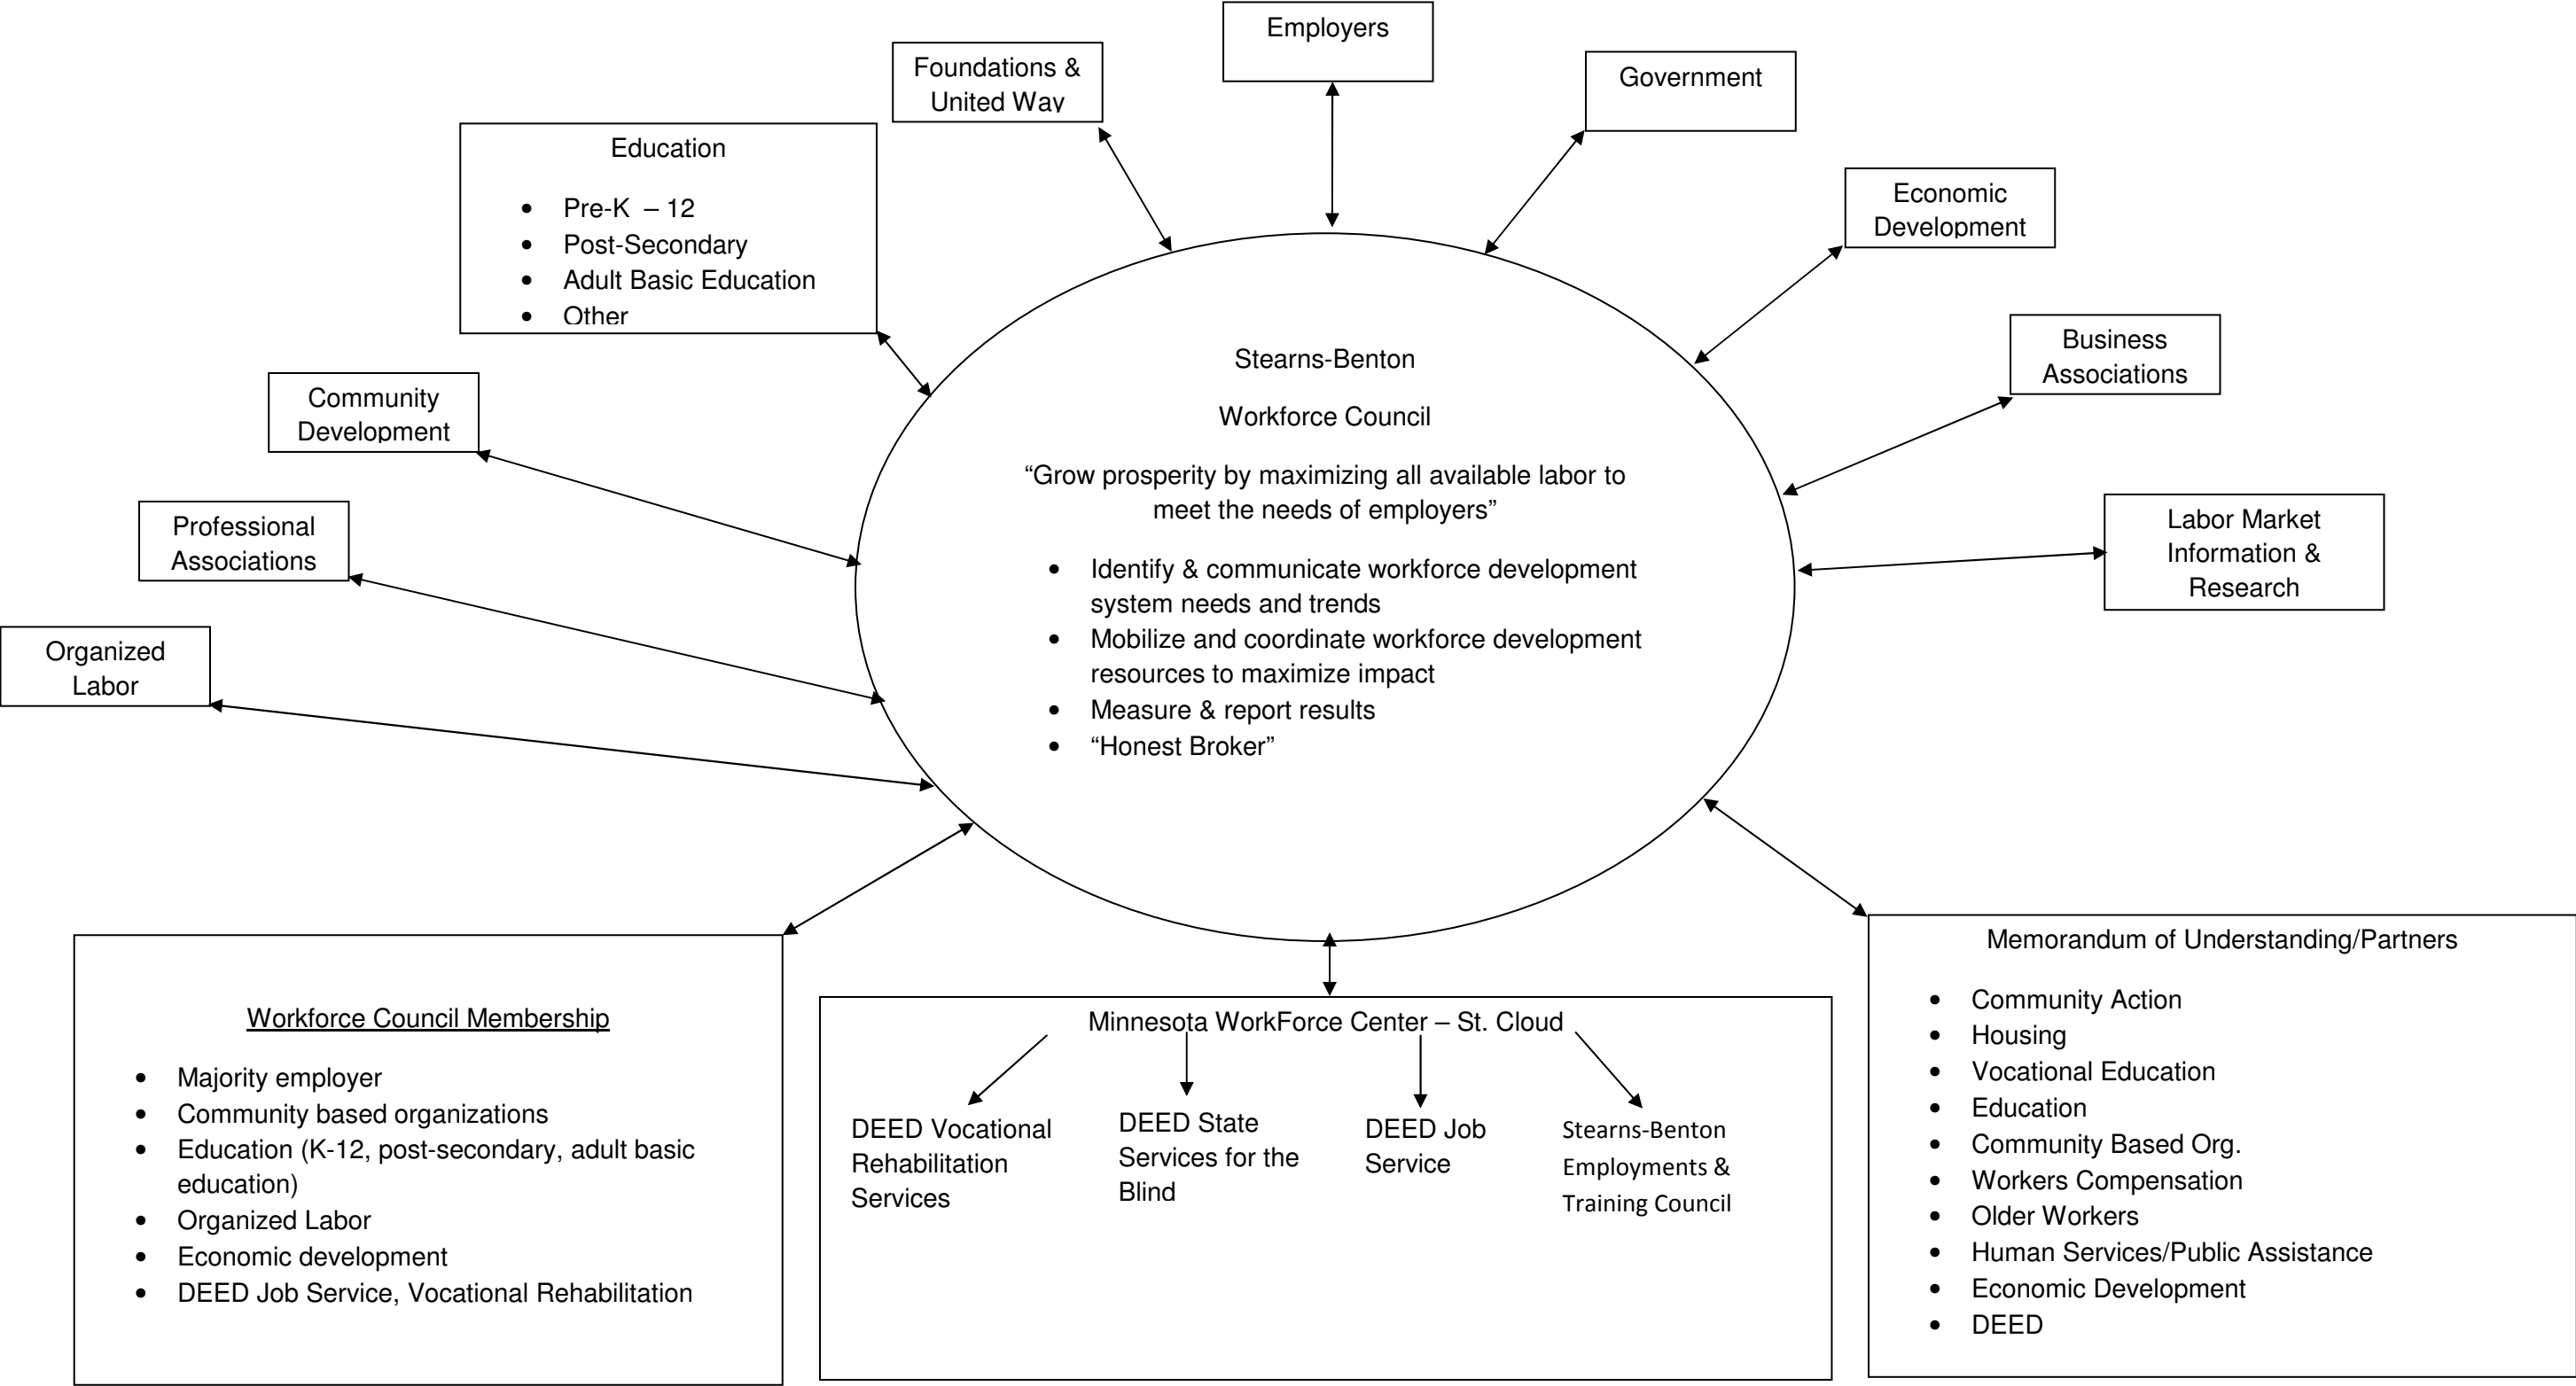 Employers
Foundations &
United Way
Government
Education
• Pre-K – 12
• Post-Secondary
• Adult Basic Education
• Other
Economic
Development
Business
Associations
Community
Development
Professional
Associations
Organized
Labor
Labor Market
Information &
Research
Stearns-Benton
Workforce Council
“Grow prosperity by maximizing all available labor to
meet the needs of employers”
• Identify & communicate workforce development
system needs and trends
• Mobilize and coordinate workforce development
resources to maximize impact
• Measure & report results
• “Honest Broker”
Workforce Council Membership
• Majority employer
• Community based organizations
• Education (K-12, post-secondary, adult basic
education)
• Organized Labor
• Economic development
• DEED Job Service, Vocational Rehabilitation
Minnesota WorkForce Center – St. Cloud
DEED Vocational
Rehabilitation
Services
DEED State
Services for the
Blind
DEED Job
Service
Stearns-Benton
Employments &
Training Council
Memorandum of Understanding/Partners
• Community Action
• Housing
• Vocational Education
• Education
• Community Based Org.
• Workers Compensation
• Older Workers
• Human Services/Public Assistance
• Economic Development
• DEED